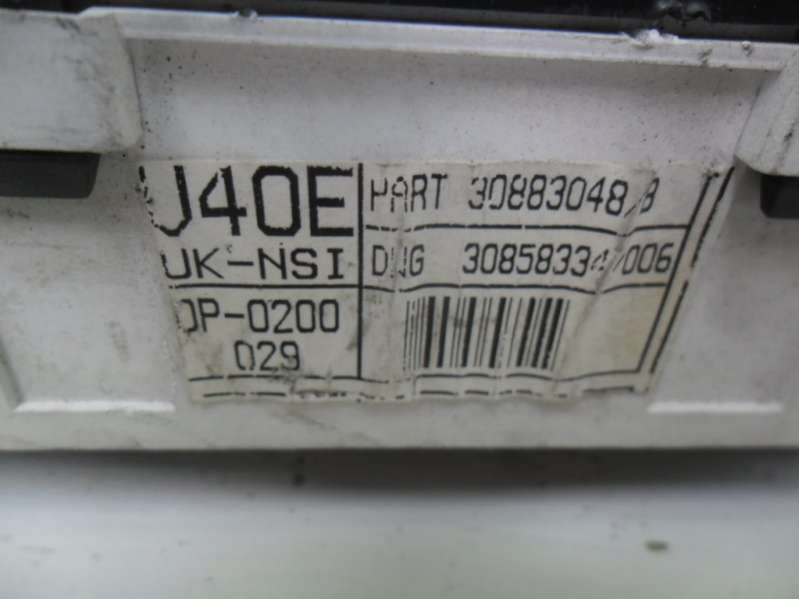 U40E
UK-NSI
OP-0200
029
PART 30883048/B
DWG 30858334/006